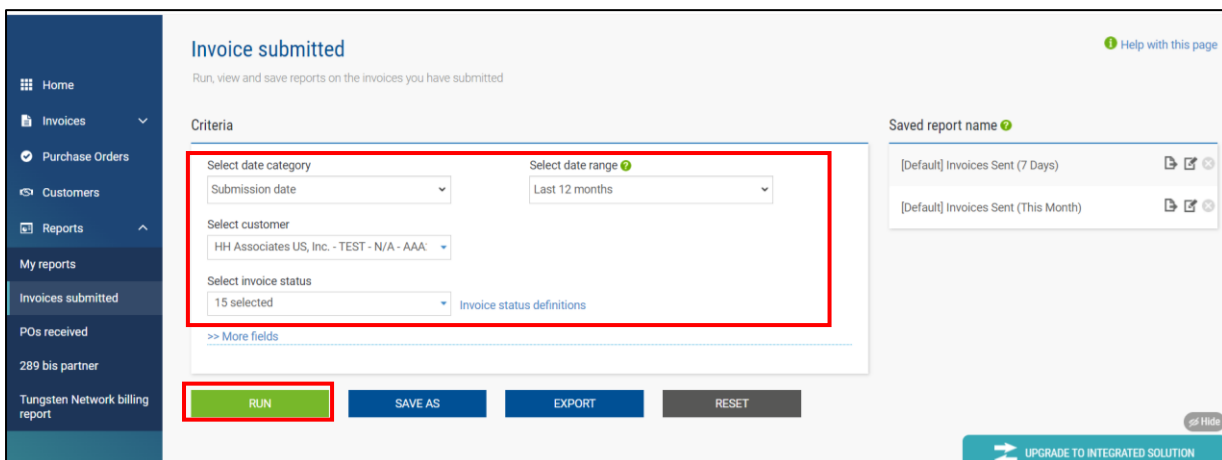 Home
Invoices
Purchase Orders
Customers
Reports
My reports
Invoices submitted
POs received
289 bis partner
Tungsten Network billing
report
Invoice submitted
Help with this page
Run, view and save reports on the invoices you have submitted
Criteria
Select date category
Select date range
Submission date
Last 12 months
Select customer
HH Associates US, Inc. - TEST - N/A - AAA
Select invoice status
15 selected
Invoice status definitions
>> More fields
RUN
SAVE AS
EXPORT
RESET
Saved report name
[Default] Invoices Sent (7 Days)
[Default] Invoices Sent (This Month)
Hide
UPGRADE TO INTEGRATED SOLUTION